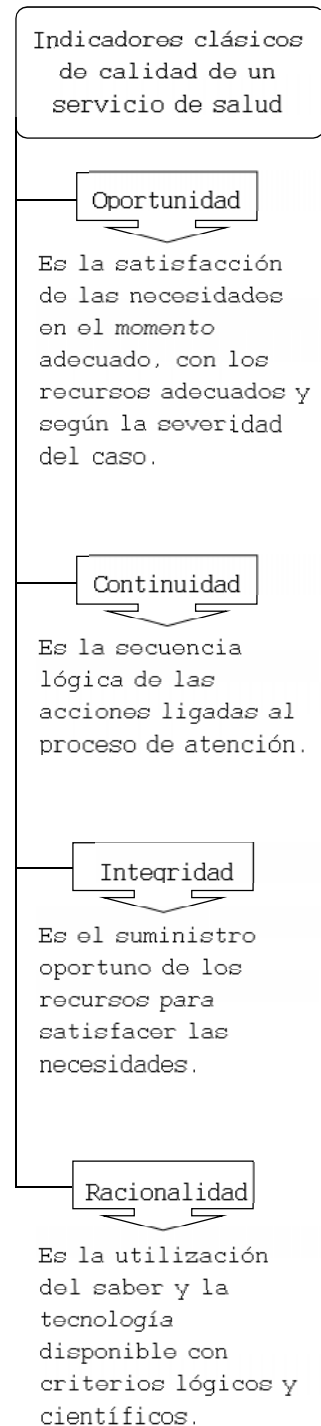 Indicadores clásicos
de calidad de un
servicio de salud
Oportunidad
Es la satisfacción
de las necesidades
en el momento
adecuado, con los
recursos adecuados y
según la severidad
del caso.
Continuidad
Es la secuencia
lógica de las
acciones ligadas al
proceso de atención.
Integridad
Es el suministro
oportuno de los
recursos para
satisfacer las
necesidades.
Racionalidad
Es la utilización
del saber y la
tecnología
disponible con
criterios lógicos y
científicos.